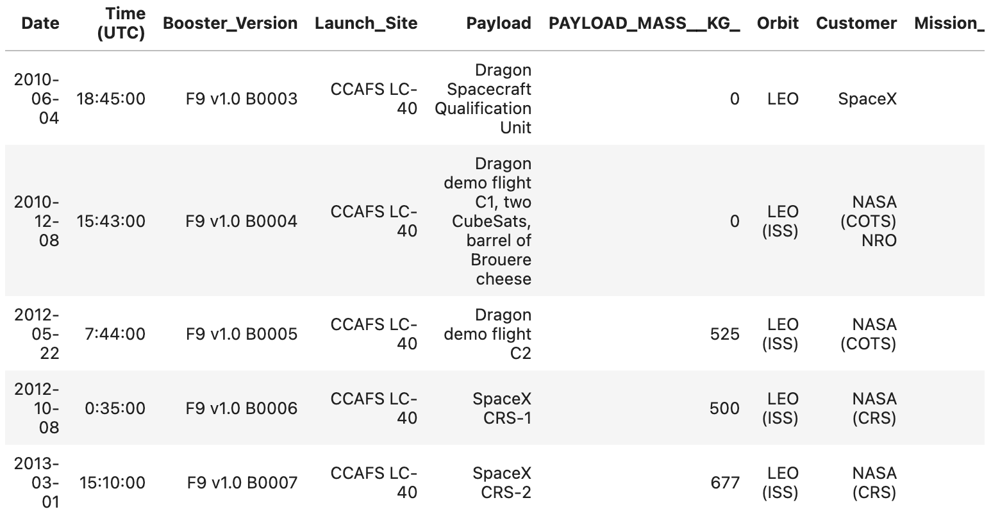 Date Time (UTC) Booster_Version Launch_Site Payload PAYLOAD_MASS__KG_ Orbit Customer Mission_
2010-06-04 18:45:00 F9 v1.0 B0003 CCAFS LC-40 Dragon Spacecraft Qualification Unit 0 LEO SpaceX
2010-12-08 15:43:00 F9 v1.0 B0004 CCAFS LC-40 Dragon demo flight C1, two CubeSats, barrel of Brouere cheese 0 LEO (ISS) NASA (COTS) NRO
2012-05-22 7:44:00 F9 v1.0 B0005 CCAFS LC-40 Dragon demo flight C2 525 LEO (ISS) NASA (COTS)
2012-10-08 0:35:00 F9 v1.0 B0006 CCAFS LC-40 SpaceX CRS-1 500 LEO (ISS) NASA (CRS)
2013-03-01 15:10:00 F9 v1.0 B0007 CCAFS LC-40 SpaceX CRS-2 677 LEO (ISS) NASA (CRS)